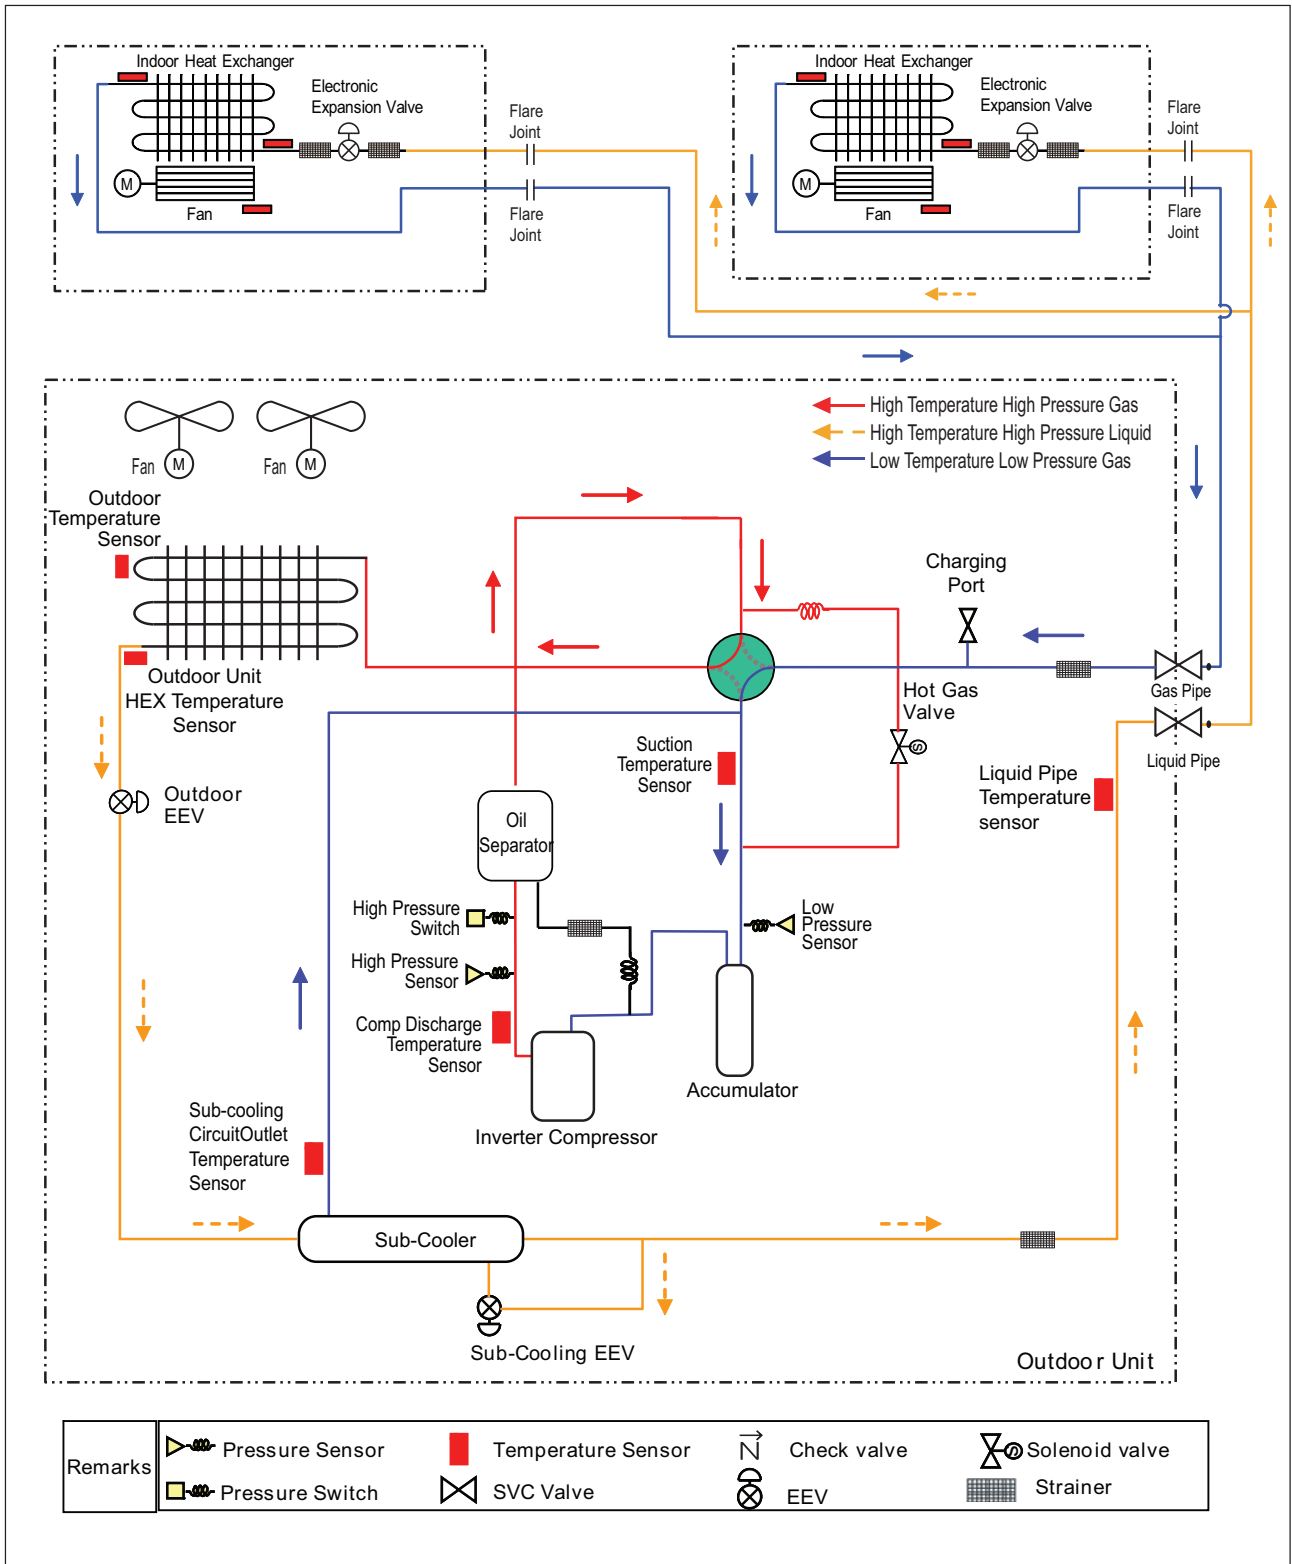 Indoor Heat Exchanger
Electronic
Expansion Valve
Flare
Joint
M
Fan
Flare
Joint
Indoor Heat Exchanger
Electronic
Expansion Valve
Flare
Joint
M
Fan
Flare
Joint
High Temperature High Pressure Gas
High Temperature High Pressure Liquid
Low Temperature Low Pressure Gas
Fan
M
Fan
M
Outdoor
Temperature
Sensor
Outdoor Unit
HEX Temperature
Sensor
Charging
Port
Gas Pipe
Hot Gas
Valve
S
Liquid Pipe
Suction
Temperature
Sensor
Liquid Pipe
Temperature
sensor
Outdoor
EEV
Oil
Separator
High Pressure
Switch
High Pressure
Sensor
Low
Pressure
Sensor
Comp Discharge
Temperature
Sensor
Accumulator
Inverter Compressor
Sub-cooling
CircuitOutlet
Temperature
Sensor
Sub-Cooler
Sub-Cooling EEV
Outdoor Unit
Remarks
Pressure Sensor
Temperature Sensor
Check valve
S
Solenoid valve
Pressure Switch
SVC Valve
EEV
Strainer